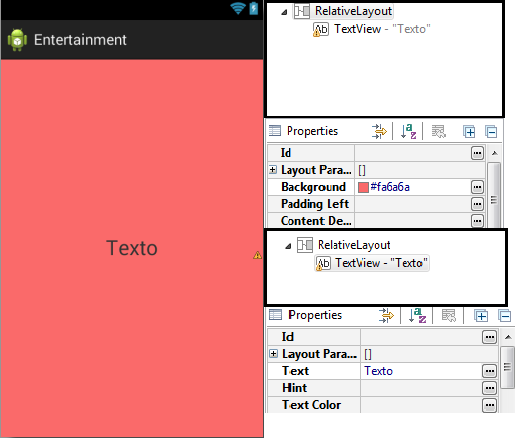 Entertainment
Texto
RelativeLayout
TextView - "Texto"
Properties
Id
Layout Para... []
Background #fa6a6a
Padding Left
Content De...
RelativeLayout
TextView - "Texto"
Properties
Id
Layout Para... []
Text Texto
Hint
Text Color